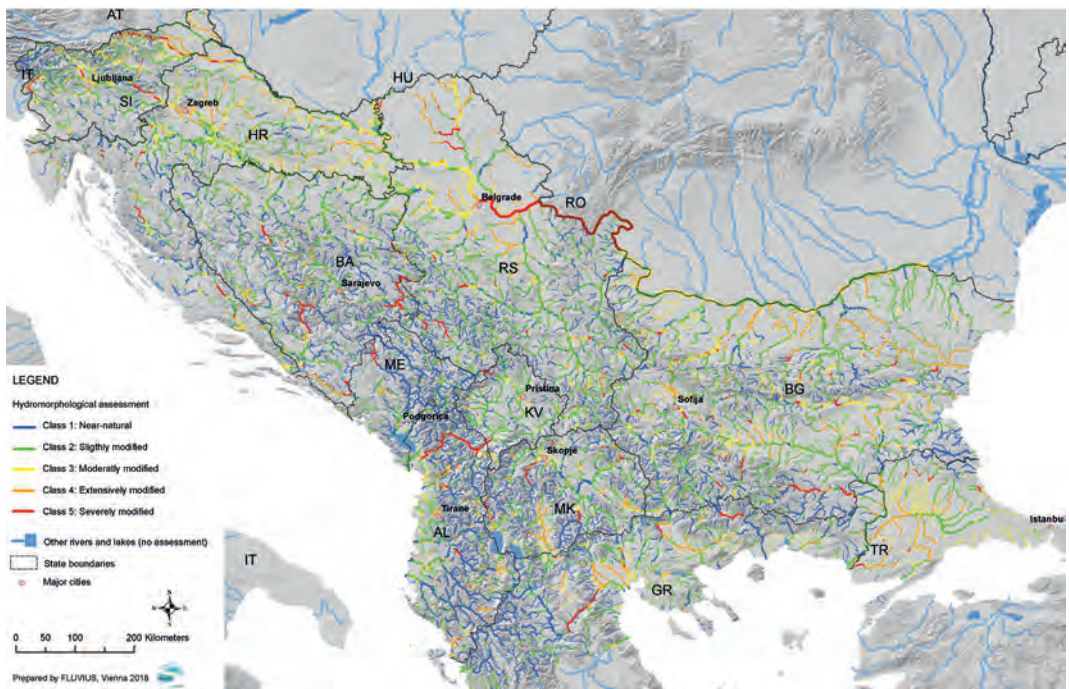 AT
IT
Ljubljana
SI
Zagreb
HR
HU
Belgrade
RO
BA
Sarajevo
RS
ME
Podgorica
Pristina
KV
Sofija
BG
Skopje
MK
Tirane
AL
IT
GR
TR
Istanbu
LEGEND
Hydromorphological assessment
Class 1: Near-natural
Class 2: Sligthly modified
Class 3: Moderatly modified
Class 4: Extensively modified
Class 5: Severely modified
Other rivers and lakes (no assessment)
State boundaries
Major cities
N
0 50 100 200 Kilometers
Prepared by FLUVIUS, Vienna 2018